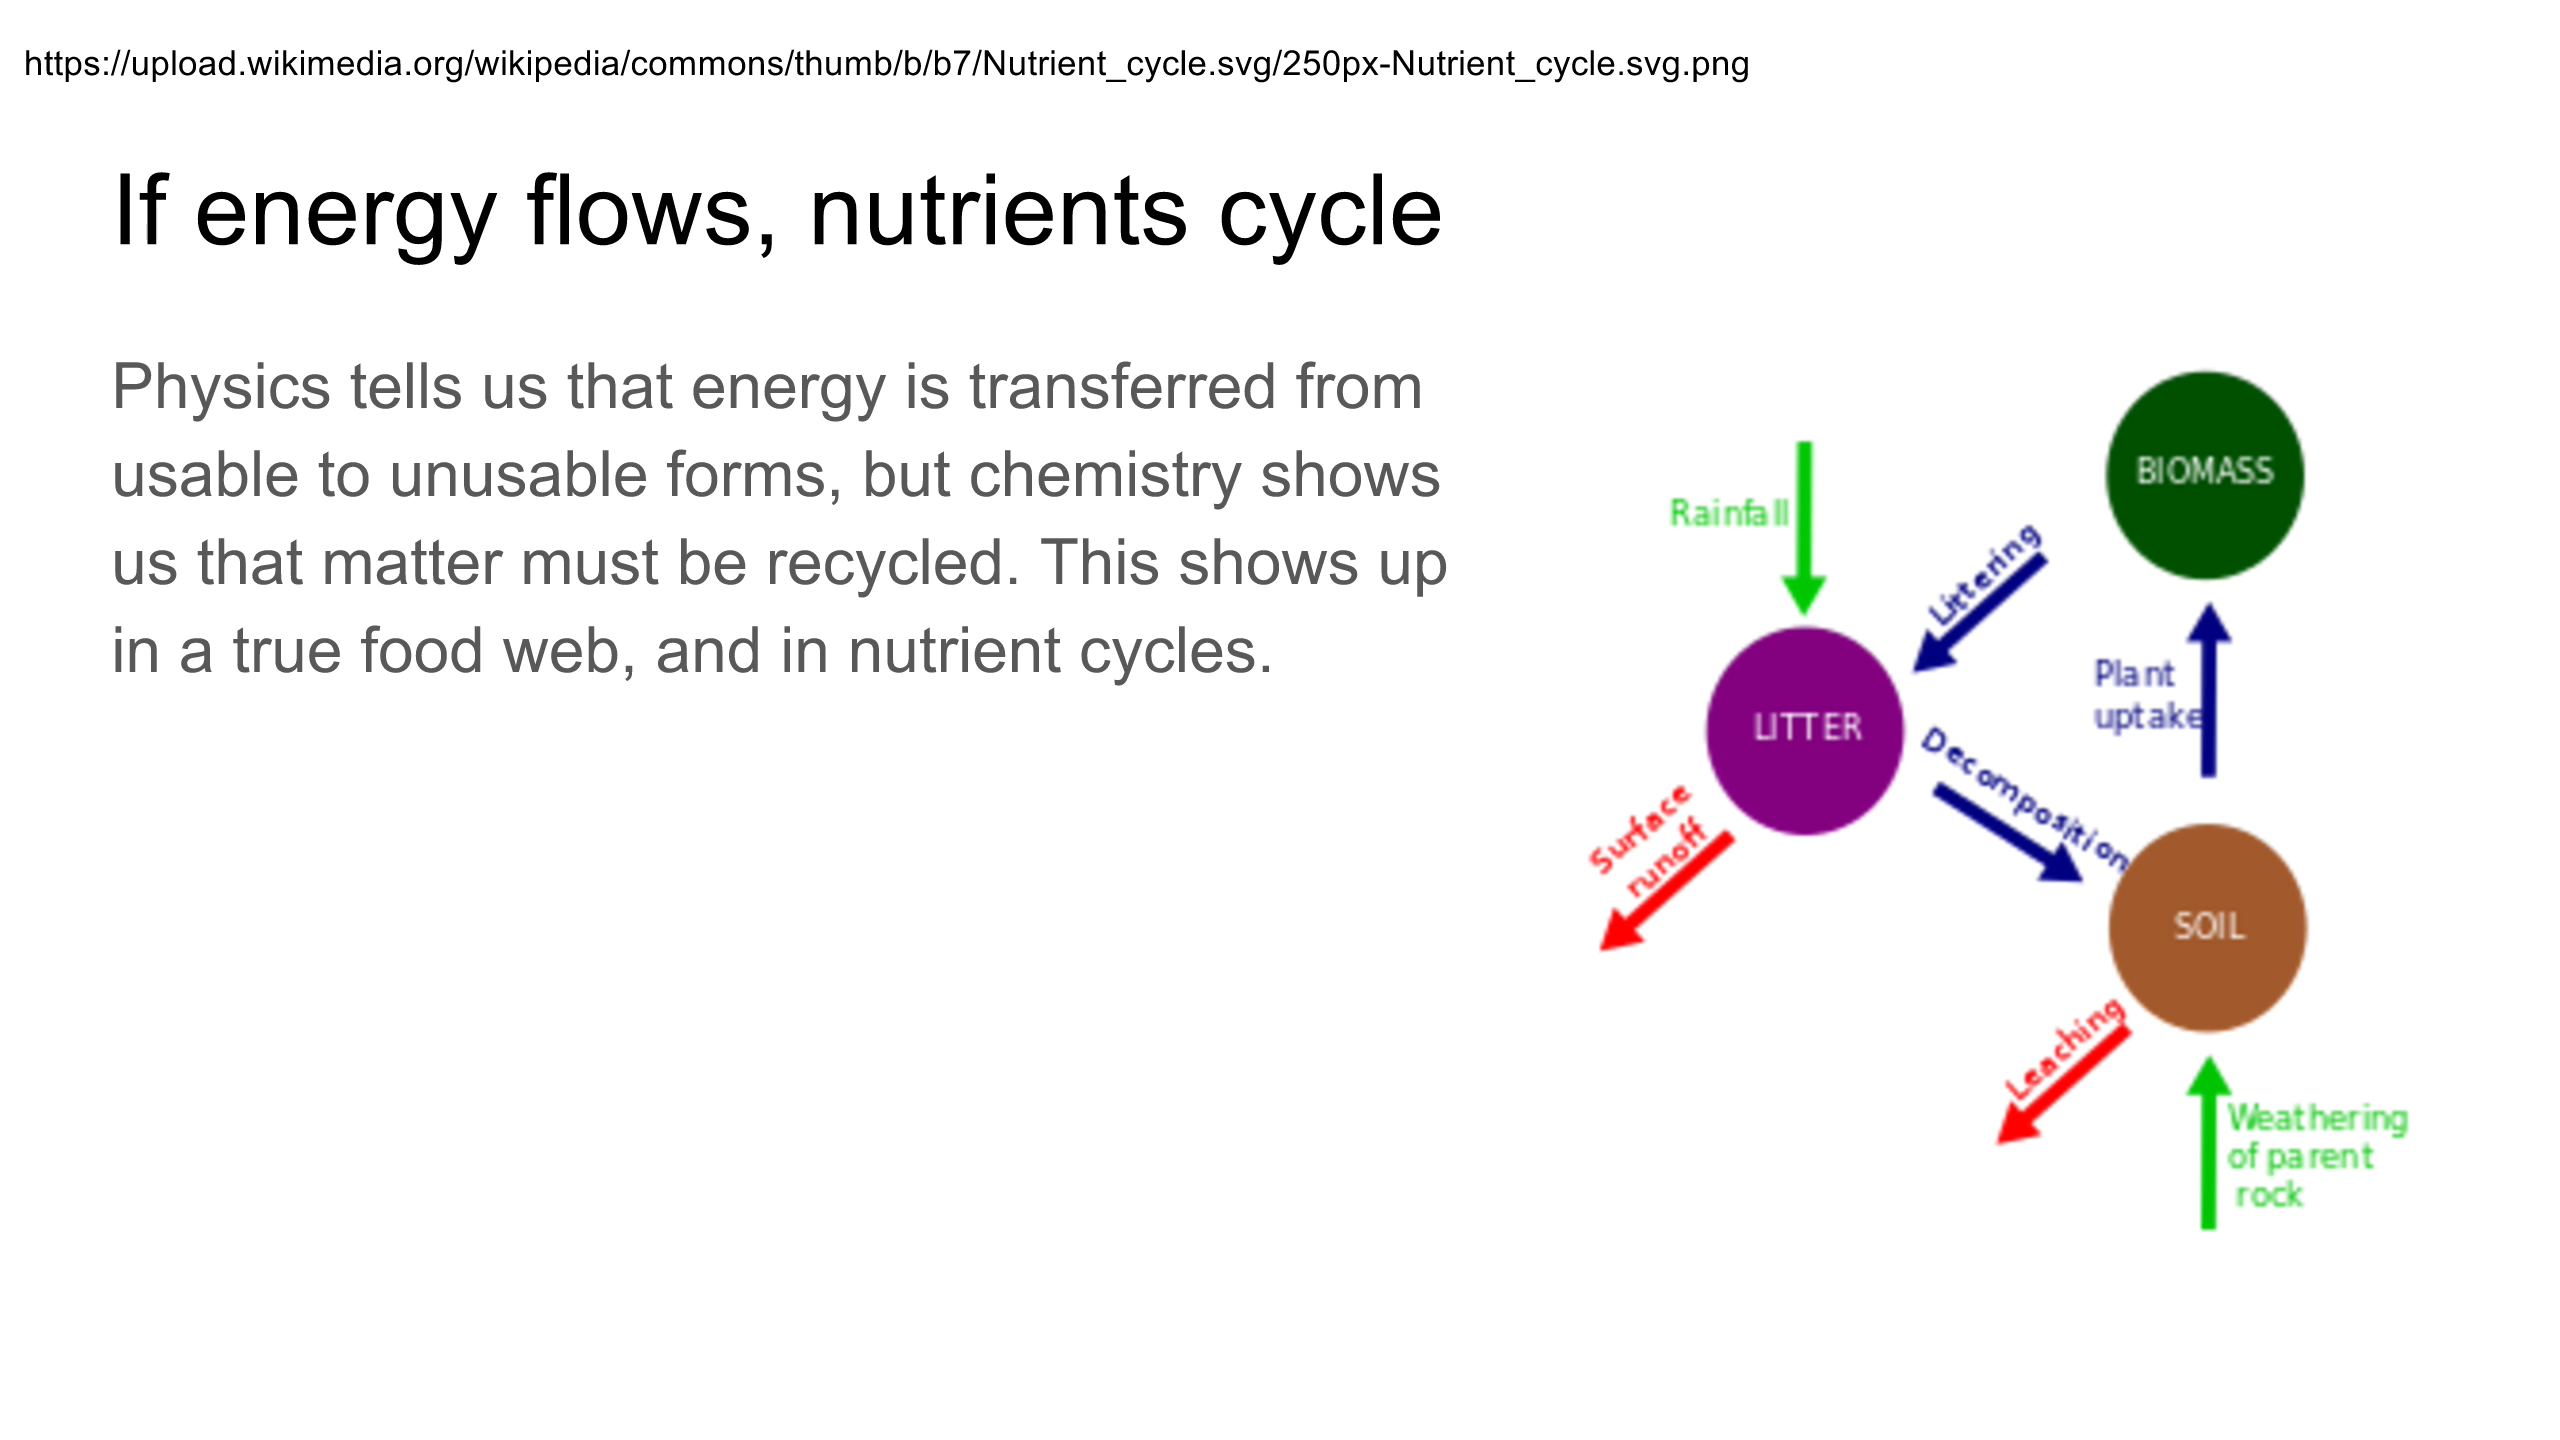 https://upload.wikimedia.org/wikipedia/commons/thumb/b/b7/Nutrient_cycle.svg/250px-Nutrient_cycle.svg.png
If energy flows, nutrients cycle
Physics tells us that energy is transferred from
usable to unusable forms, but chemistry shows
us that matter must be recycled. This shows up
in a true food web, and in nutrient cycles.
BIOMASS
Rainfall
Littering
Plant
uptake
LITTER
Decomposition
Surface
runoff
SOIL
Leaching
Weathering
of parent
rock